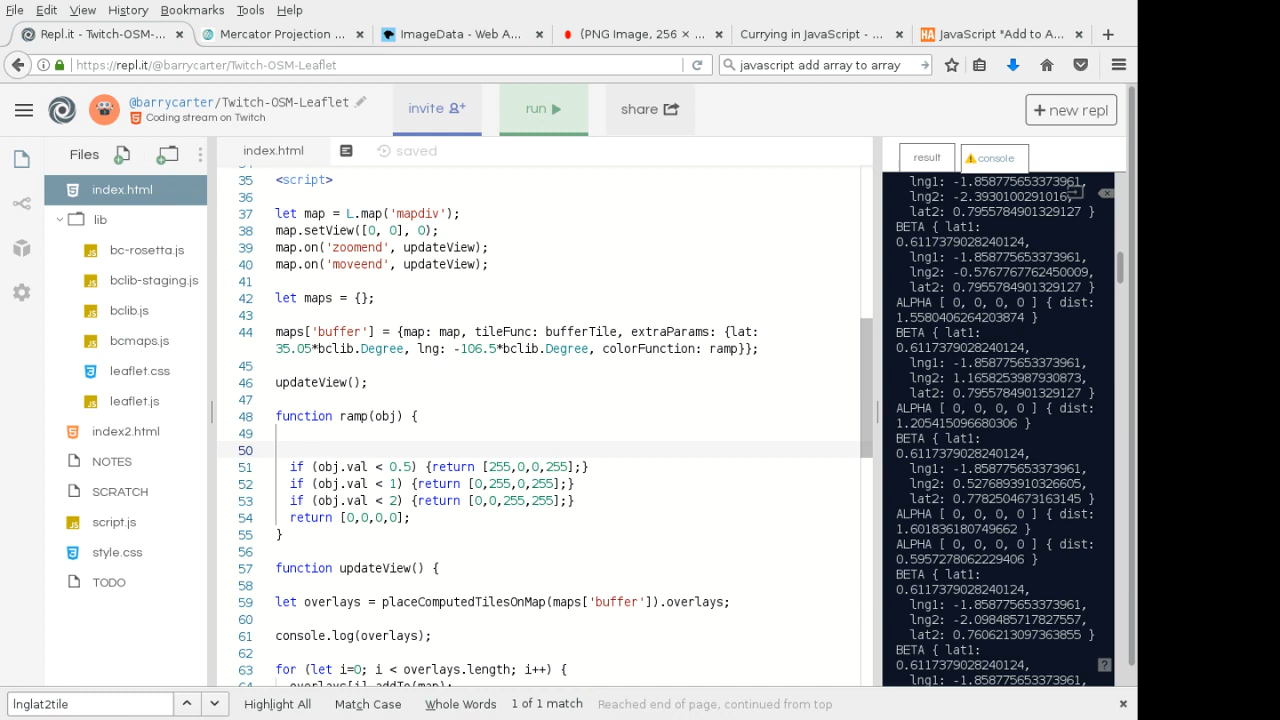 File Edit View History Bookmarks Tools Help
Repl.it - Twitch-OSM-... × Mercator Projection ... × ImageData - Web A... × (PNG Image, 256 × ... × Currying in JavaScript - ... × JavaScript "Add to A... × +
https://repl.it/@barrycarter/Twitch-OSM-Leaflet
javascript add array to array
@barrycarter/Twitch-OSM-Leaflet
Coding stream on Twitch
invite
run
share
+ new repl
Files
index.html
lib
bc-rosetta.js
bclib-staging.js
bclib.js
bcmaps.js
leaflet.css
leaflet.js
index2.html
NOTES
SCRATCH
script.js
style.css
TODO
index.html
saved
35 <script>
36
37 let map = L.map('mapdiv');
38 map.setView([0, 0], 0);
39 map.on('zoomend', updateView);
40 map.on('moveend', updateView);
41
42 let maps = {};
43
44 maps['buffer'] = {map: map, tileFunc: bufferTile, extraParams: {lat:
35.05*bclib.Degree, lng: -106.5*bclib.Degree, colorFunction: ramp}};
45
46 updateView();
47
48 function ramp(obj) {
49
50
51 if (obj.val < 0.5) {return [255,0,0,255];}
52 if (obj.val < 1) {return [0,255,0,255];}
53 if (obj.val < 2) {return [0,0,255,255];}
54 return [0,0,0,0];
55 }
56
57 function updateView() {
58
59 let overlays = placeComputedTilesOnMap(maps['buffer']).overlays;
60
61 console.log(overlays);
62
63 for (let i=0; i < overlays.length; i++) {
result
console
lng1: -1.858775653373961,
lng2: -2.3930100291016,
lat2: 0.7955784901329127 }
BETA { lat1:
0.6117379028240124,
lng1: -1.858775653373961,
lng2: -0.5767767762450009,
lat2: 0.7955784901329127 }
ALPHA [ 0, 0, 0, 0 ] { dist:
1.5580406264203874 }
BETA { lat1:
0.6117379028240124,
lng1: -1.858775653373961,
lng2: 1.1658253987930873,
lat2: 0.7955784901329127 }
ALPHA [ 0, 0, 0, 0 ] { dist:
1.205415096680306 }
BETA { lat1:
0.6117379028240124,
lng1: -1.858775653373961,
lng2: 0.5276893910326605,
lat2: 0.7782504673163145 }
ALPHA [ 0, 0, 0, 0 ] { dist:
1.601836180749662 }
ALPHA [ 0, 0, 0, 0 ] { dist:
0.5957278062229406 }
BETA { lat1:
0.6117379028240124,
lng1: -1.858775653373961,
lng2: -2.098485717827557,
lat2: 0.7606213097363855 }
BETA { lat1:
0.6117379028240124,
lng1: -1.858775653373961,
lnglat2tile
Highlight All Match Case Whole Words 1 of 1 match Reached end of page, continued from top